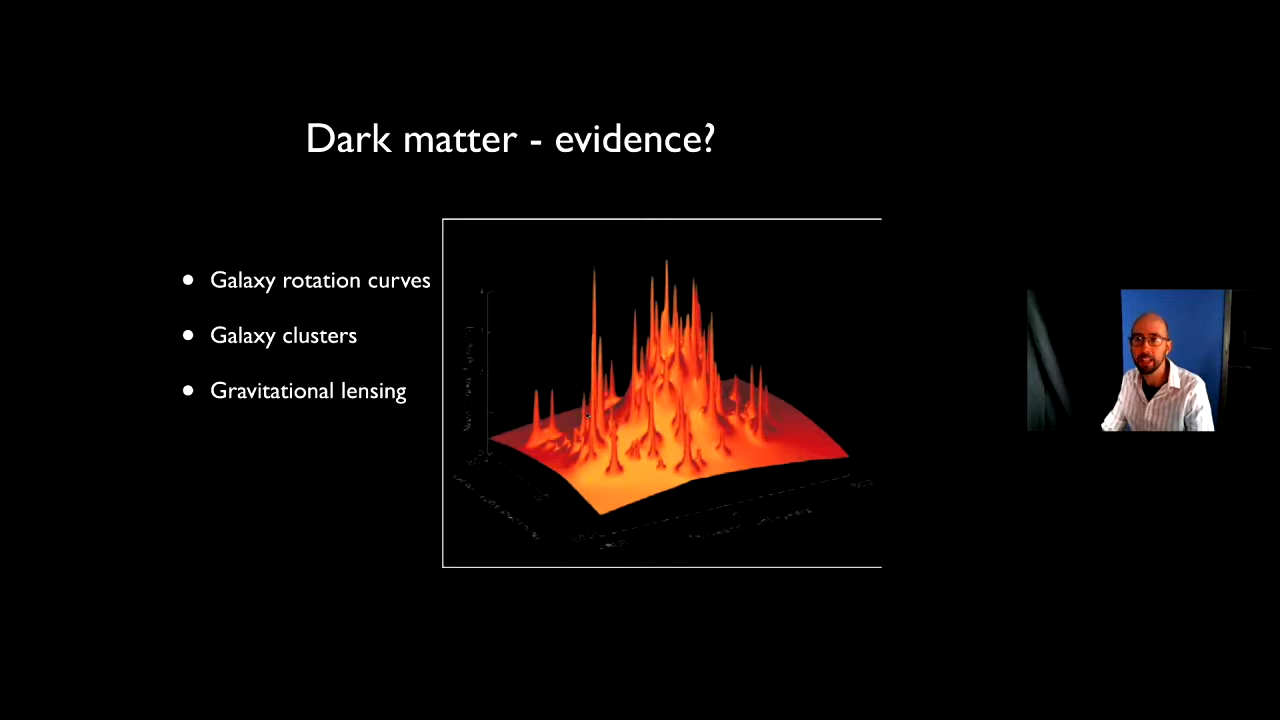 Dark matter - evidence?
Galaxy rotation curves
Galaxy clusters
Gravitational lensing